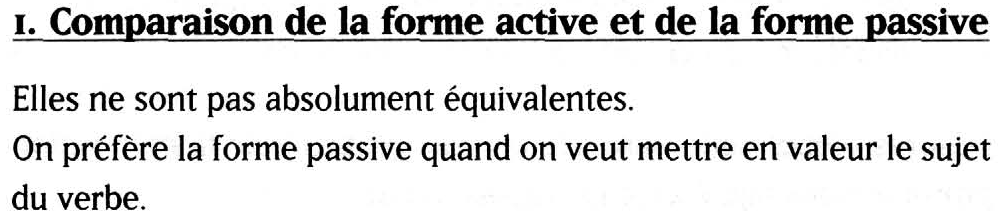 1. Comparaison de la forme active et de la forme passive
Elles ne sont pas absolument équivalentes.
On préfère la forme passive quand on veut mettre en valeur le sujet
du verbe.